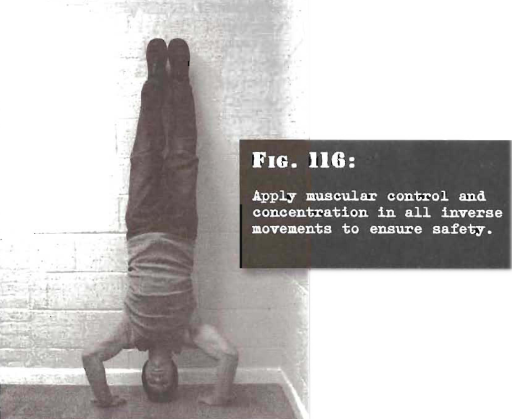 FIG. 116:
Apply muscular control and
concentration in all inverse
movements to ensure safety.